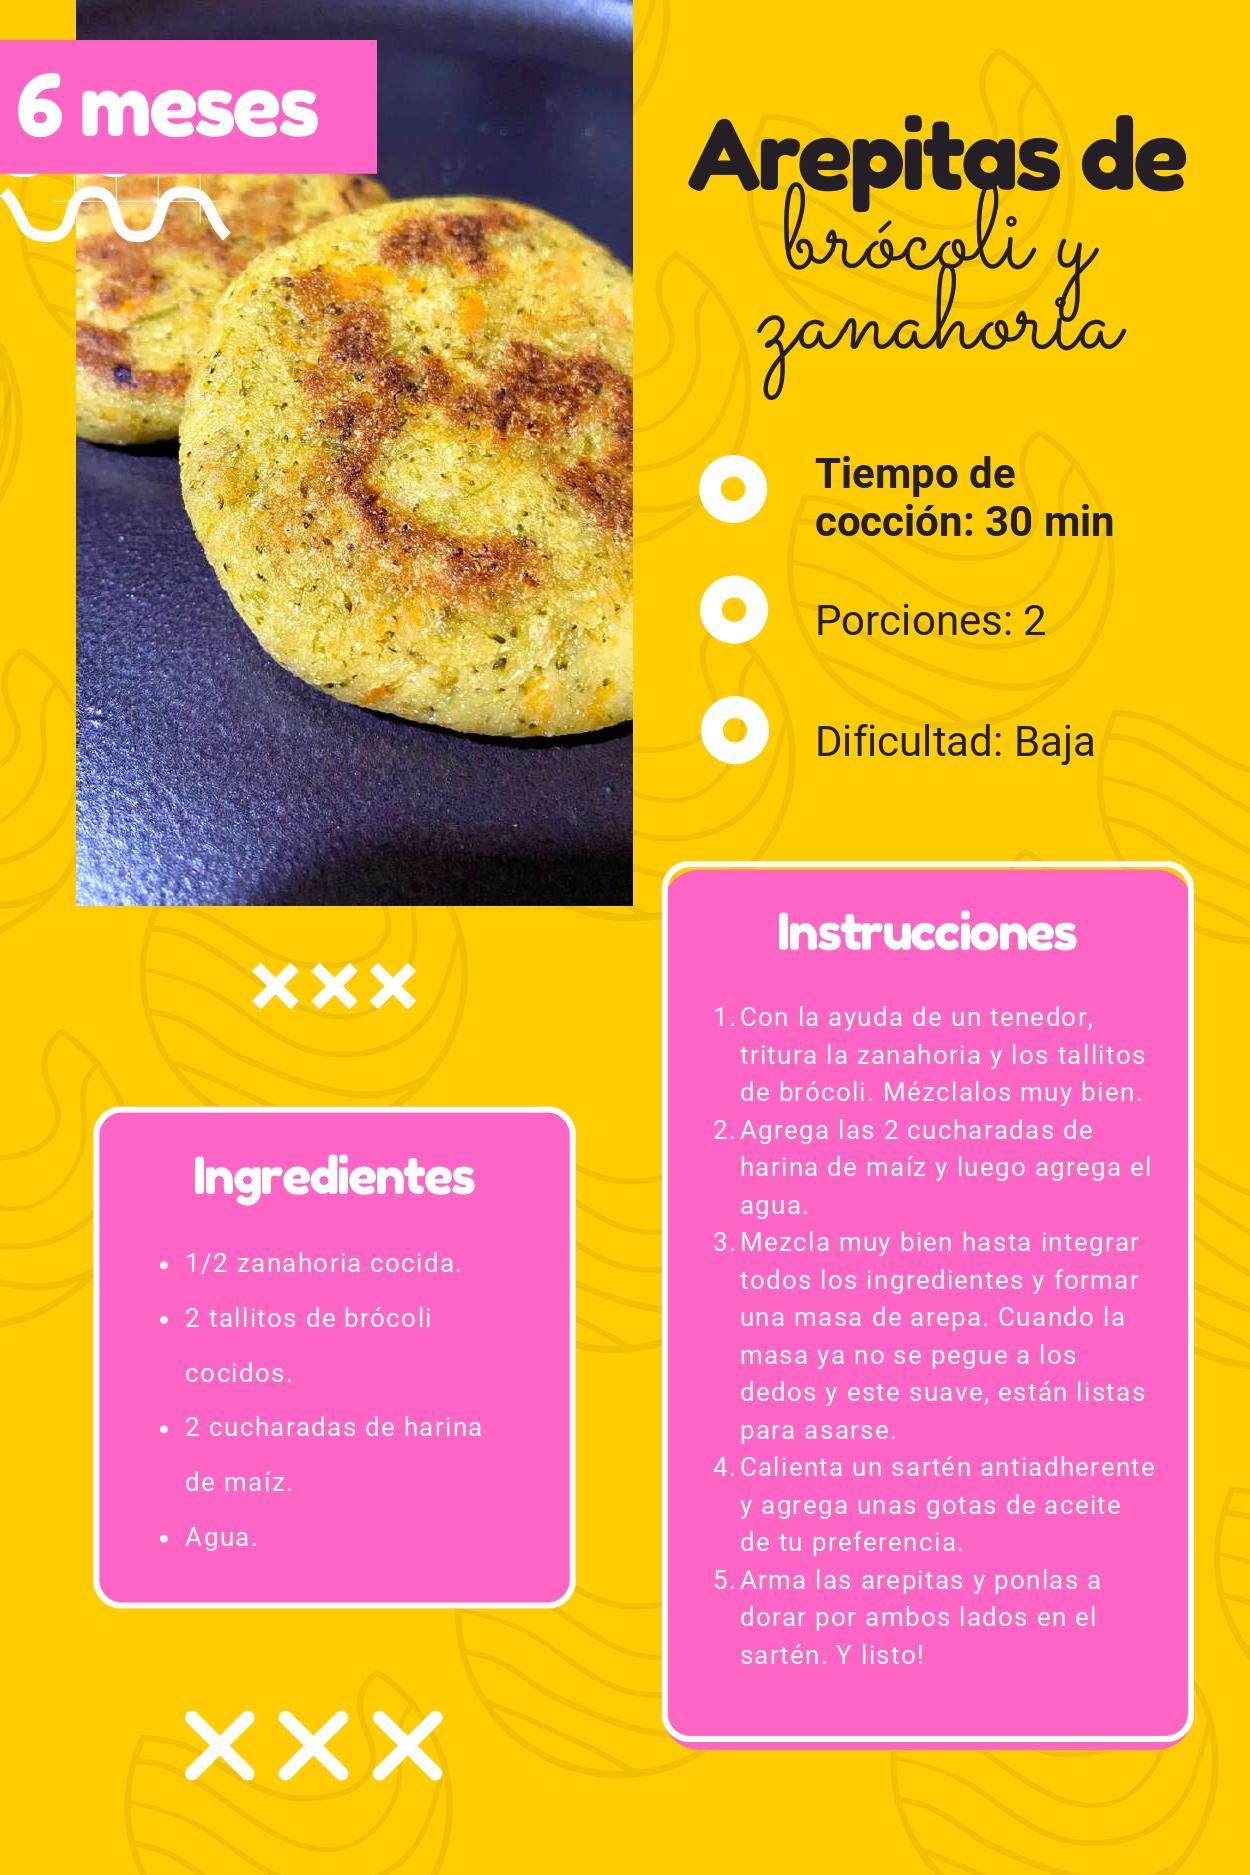 6 meses
Arepitas de
brócoli y
zanahoria
Tiempo de
cocción: 30 min
Porciones: 2
Dificultad: Baja
Instrucciones
1. Con la ayuda de un tenedor,
tritura la zanahoria y los tallitos
de brócoli. Mézclalos muy bien.
2. Agrega las 2 cucharadas de
harina de maíz y luego agrega el
agua.
3. Mezcla muy bien hasta integrar
todos los ingredientes y formar
una masa de arepa. Cuando la
masa ya no se pegue a los
dedos y este suave, están listas
para asarse.
4. Calienta un sartén antiadherente
y agrega unas gotas de aceite
de tu preferencia.
5. Arma las arepitas y ponlas a
dorar por ambos lados en el
sartén. Y listo!
Ingredientes
• 1/2 zanahoria cocida.
• 2 tallitos de brócoli
cocidos.
• 2 cucharadas de harina
de maíz.
• Agua.